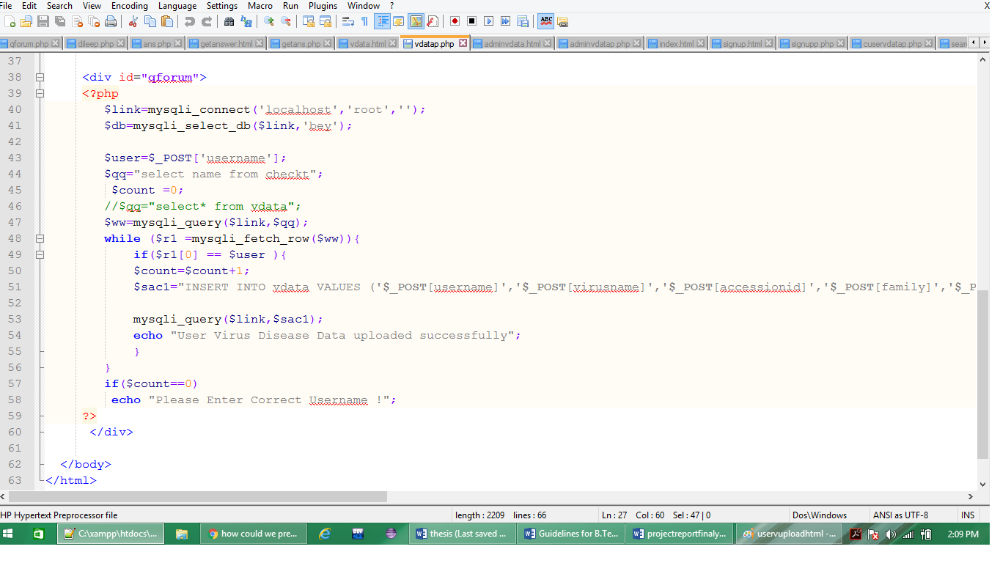 File Edit Search View Encoding Language Settings Macro Run Plugins Window ? X
qforum.php dileep.php ans.php getanswer.html getans.php vdata.html vdatap.php adminvdata.html adminvdatap.php index.html signup.html signupp.php cuservdatap.php sear
37
38 <div id="qforum">
39 <?php
40 $link=mysqli_connect('localhost','root','');
41 $db=mysqli_select_db($link,'bey');
42
43 $user=$_POST['username'];
44 $qq="select name from checkt";
45 $count =0;
46 //$qq="select* from vdata";
47 $ww=mysqli_query($link,$qq);
48 while ($r1 =mysqli_fetch_row($ww)){
49 if($r1[0] == $user ){
50 $count=$count+1;
51 $sac1="INSERT INTO vdata VALUES ('$_POST[username]','$_POST[virusname]','$_POST[accessionid]','$_POST[family]','$_P
52
53 mysqli_query($link,$sac1);
54 echo "User Virus Disease Data uploaded successfully";
55 }
56 }
57 if($count==0)
58 echo "Please Enter Correct Username !";
59 ?>
60 </div>
61
62 </body>
63 </html>
HP Hypertext Preprocessor file length : 2209 lines : 66 Ln : 27 Col : 60 Sel : 47 | 0 Dos\Windows ANSI as UTF-8 INS
C:\xampp\htdocs\... how could we pre... thesis (Last saved ... Guidelines for B.Te... projectreportfinaly... uservuploadhtml -... 2:09 PM